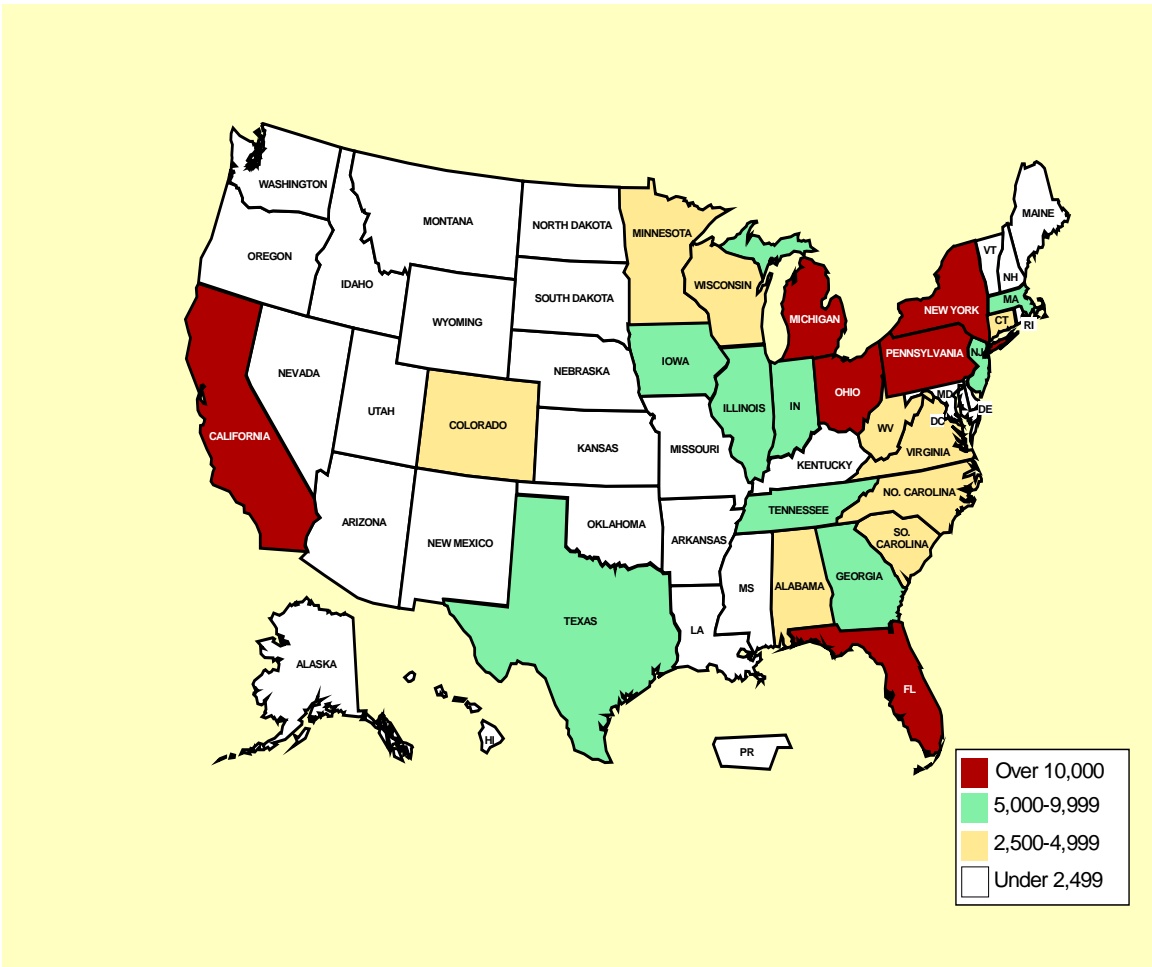 WASHINGTON
OREGON
CALIFORNIA
IDAHO
NEVADA
MONTANA
WYOMING
UTAH
COLORADO
ARIZONA
NEW MEXICO
NORTH DAKOTA
SOUTH DAKOTA
NEBRASKA
KANSAS
OKLAHOMA
TEXAS
MINNESOTA
IOWA
MISSOURI
ARKANSAS
LA
WISCONSIN
ILLINOIS
MICHIGAN
IN
OHIO
KENTUCKY
TENNESSEE
MS
ALABAMA
GEORGIA
FL
SO.
CAROLINA
NO. CAROLINA
VIRGINIA
WV
DC
MD
DE
PENNSYLVANIA
NJ
NEW YORK
CT
RI
MA
VT
NH
MAINE
ALASKA
HI
PR
Over 10,000
5,000-9,999
2,500-4,999
Under 2,499